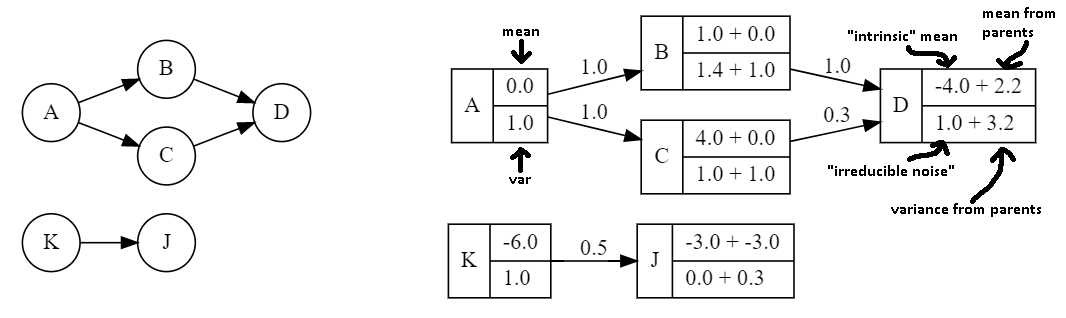 A
B
C
D
K
J
mean
A
0.0
1.0
var
1.0
1.0
B
1.0 + 0.0
1.4 + 1.0
C
4.0 + 0.0
1.0 + 1.0
1.0
0.3
"intrinsic" mean
mean from
parents
D
-4.0 + 2.2
1.0 + 3.2
"irreducible noise"
variance from parents
K
-6.0
1.0
0.5
J
-3.0 + -3.0
0.0 + 0.3